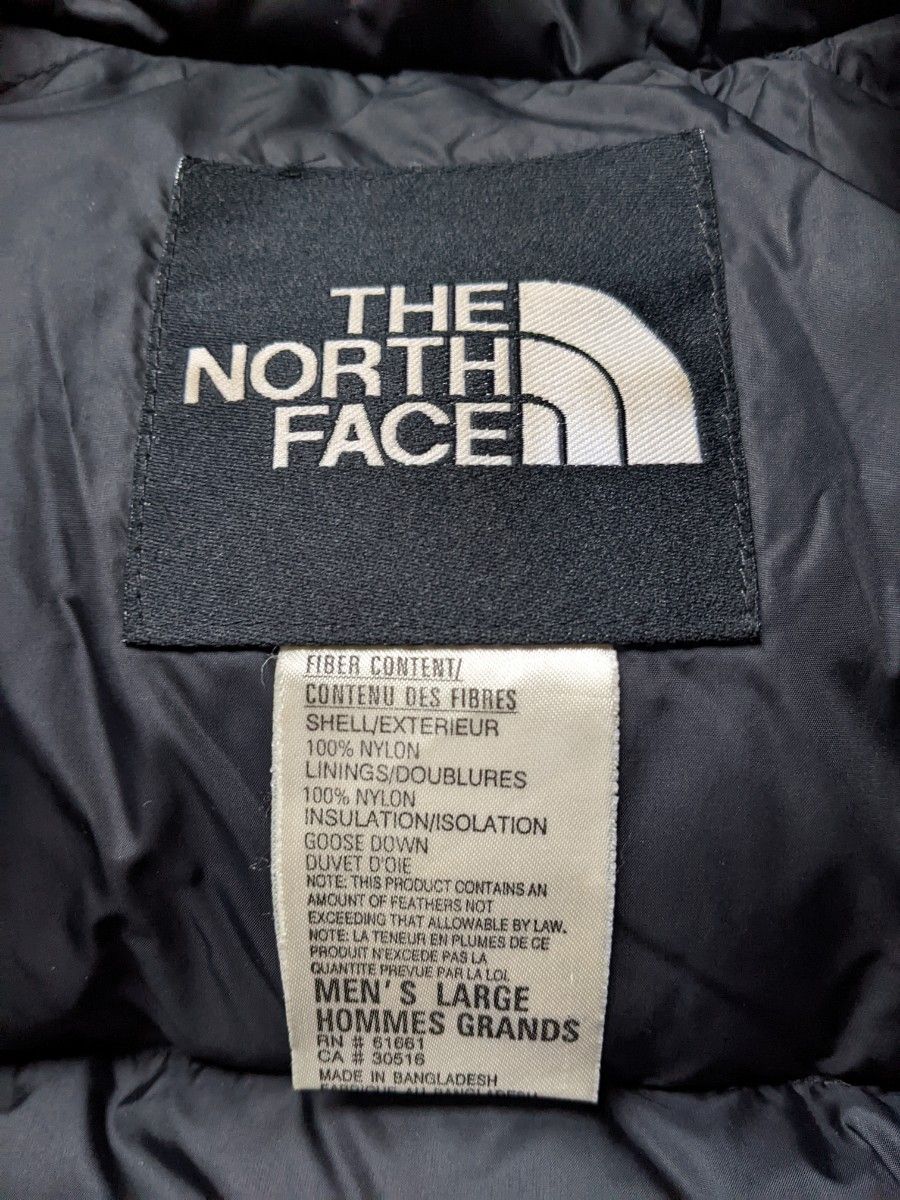 THE
NORTH
FACE
FIBER CONTENT/
CONTENU DES FIBRES
SHELL/EXTERIEUR
100% NYLON
LININGS/DOUBLURES
100% NYLON
INSULATION/ISOLATION
GOOSE DOWN
DUVET D'OIE
NOTE: THIS PRODUCT CONTAINS AN
AMOUNT OF FEATHERS NOT
EXCEEDING THAT ALLOWABLE BY LAW.
NOTE: LA TENEUR EN PLUMES DE CE
PRODUIT N'EXCEDE PAS LA
QUANTITE PREVUE PAR LA LOI.
MEN'S LARGE
HOMMES GRANDS
RN # 61661
CA # 30516
MADE IN BANGLADESH
FABRIQUE AU BANGLADESH